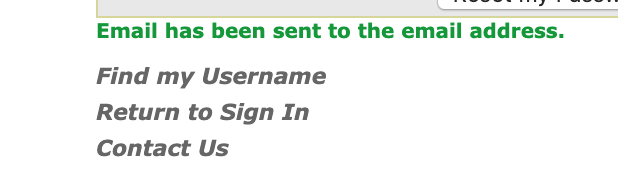 Email has been sent to the email address.
Find my Username
Return to Sign In
Contact Us